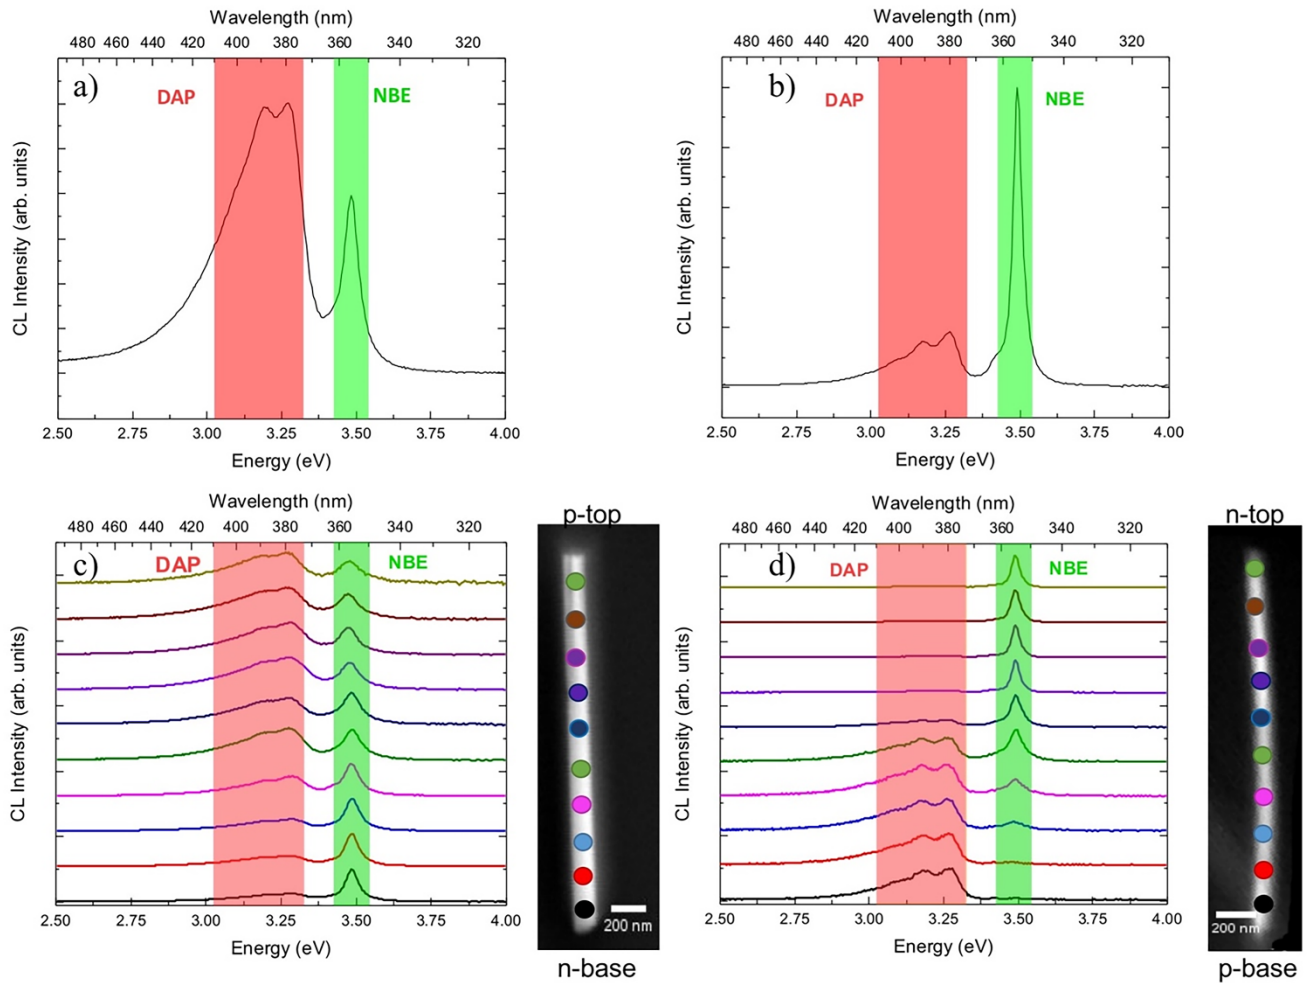 Wavelength (nm)
480 460 440 420 400 380 360 340 320
a)
DAP
NBE
CL Intensity (arb. units)
2.50 2.75 3.00 3.25 3.50 3.75 4.00
Energy (eV)
Wavelength (nm)
480 460 440 420 400 380 360 340 320
b)
DAP
NBE
CL Intensity (arb. units)
2.50 2.75 3.00 3.25 3.50 3.75 4.00
Energy (eV)
Wavelength (nm)
480 460 440 420 400 380 360 340 320
c)
DAP
NBE
CL Intensity (arb. units)
2.50 2.75 3.00 3.25 3.50 3.75 4.00
Energy (eV)
p-top
200 nm
n-base
Wavelength (nm)
480 460 440 420 400 380 360 340 320
d)
DAP
NBE
CL Intensity (arb. units)
2.50 2.75 3.00 3.25 3.50 3.75 4.00
Energy (eV)
n-top
200 nm
p-base